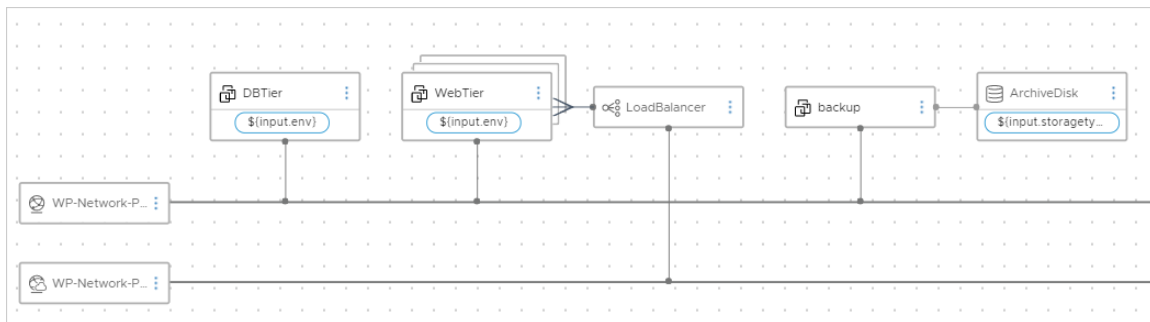 DBTier
${input.env}
WebTier
${input.env}
LoadBalancer
backup
ArchiveDisk
${input.storagety...
WP-Network-P...
WP-Network-P...